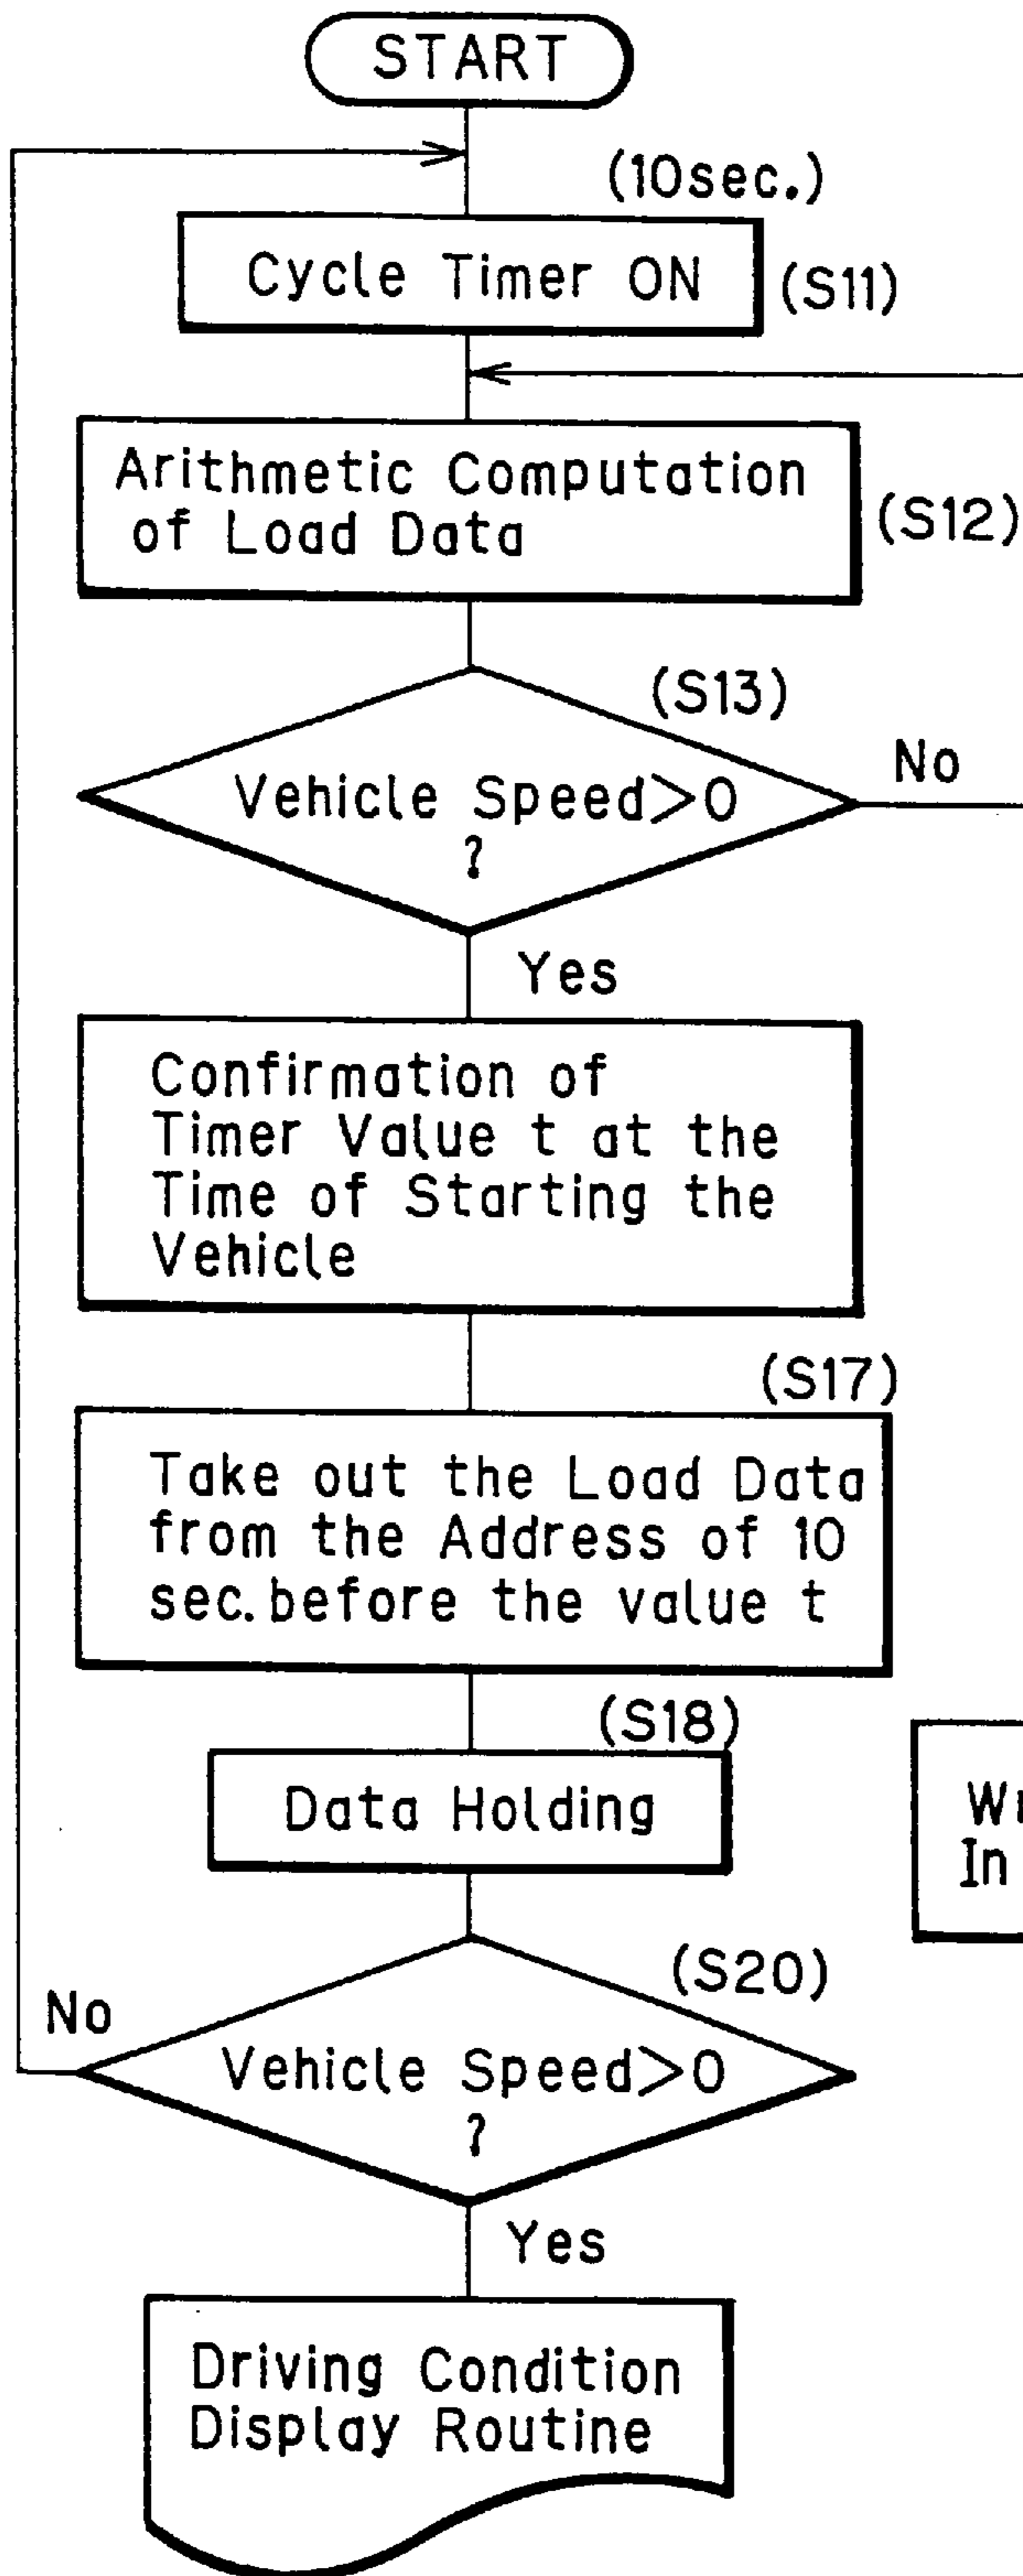 START
(10sec.)
Cycle Timer ON
(S11)
Arithmetic Computation
of Load Data
(S12)
(S13)
Vehicle Speed>0
?
No
Yes
Confirmation of
Timer Value t at the
Time of Starting the
Vehicle
(S17)
Take out the Load Data
from the Address of 10
sec. before the value t
(S18)
Data Holding
In
(S20)
No
Vehicle Speed>0
?
Yes
Driving Condition
Display Routine